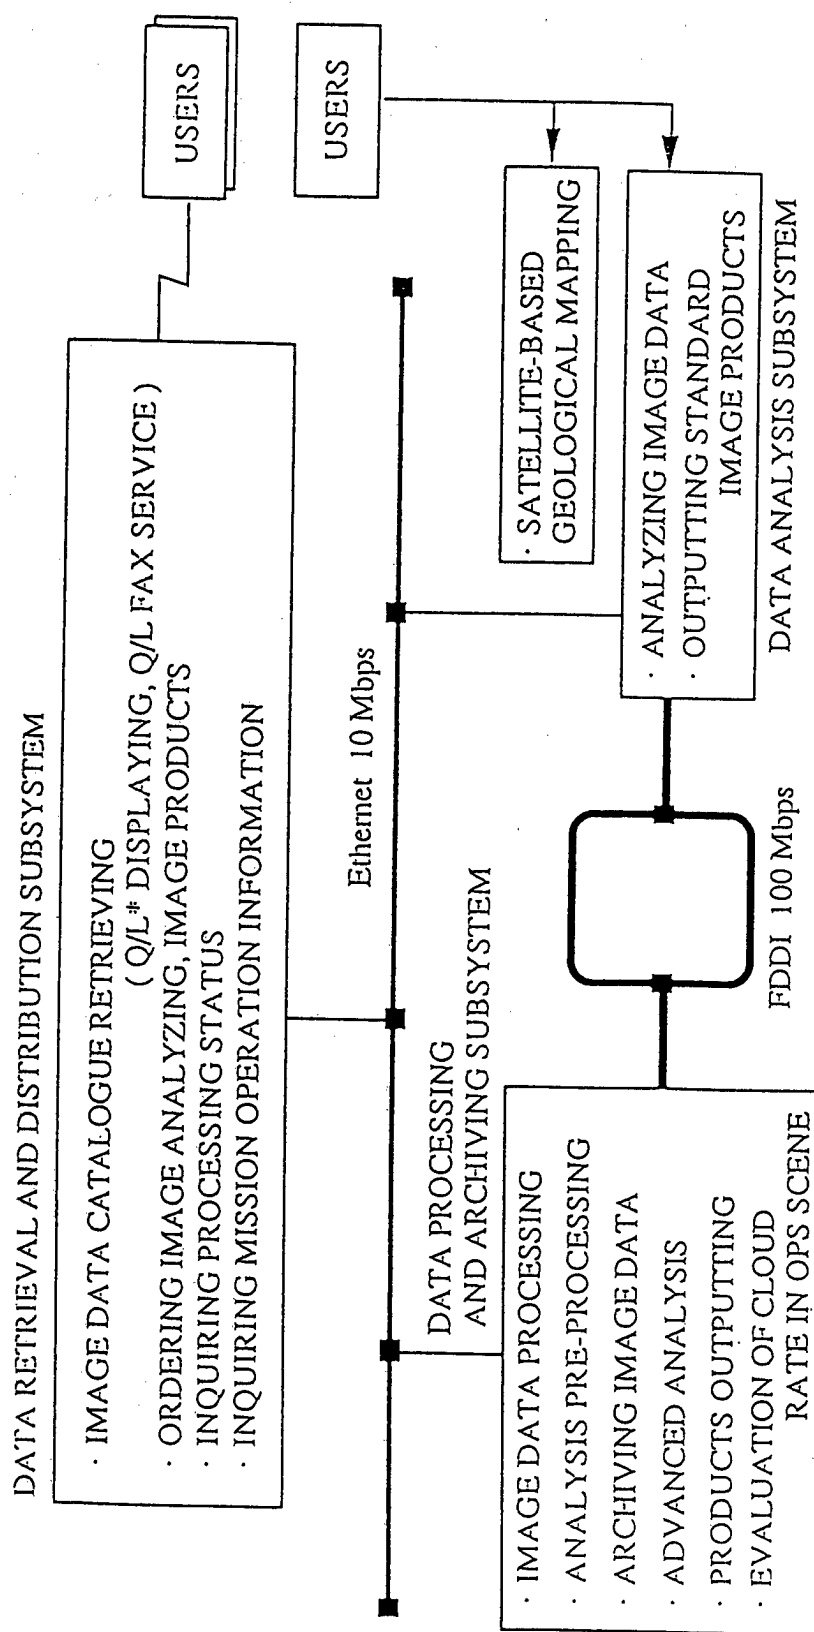 DATA RETRIEVAL AND DISTRIBUTION SUBSYSTEM
· IMAGE DATA CATALOGUE RETRIEVING
( Q/L* DISPLAYING, Q/L FAX SERVICE )
· ORDERING IMAGE ANALYZING, IMAGE PRODUCTS
· INQUIRING PROCESSING STATUS
· INQUIRING MISSION OPERATION INFORMATION
USERS
USERS
Ethernet 10 Mbps
DATA PROCESSING
AND ARCHIVING SUBSYSTEM
· IMAGE DATA PROCESSING
· ANALYSIS PRE-PROCESSING
· ARCHIVING IMAGE DATA
· ADVANCED ANALYSIS
· PRODUCTS OUTPUTTING
· EVALUATION OF CLOUD
RATE IN OPS SCENE
FDDI 100 Mbps
· SATELLITE-BASED
GEOLOGICAL MAPPING
· ANALYZING IMAGE DATA
· OUTPUTTING STANDARD
IMAGE PRODUCTS
DATA ANALYSIS SUBSYSTEM